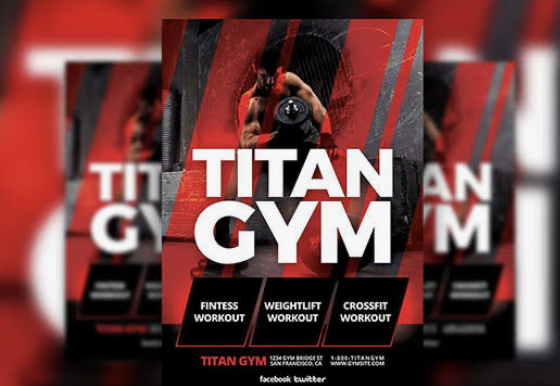 TITAN
GYM
FINTESS WEIGHTLIFT CROSSFIT
WORKOUT WORKOUT WORKOUT
TITAN GYM 1234 GYM BRIDGE ST 1-800-TITANGYM
SAN FRANCISCO, CA WWW.GYMSITE.COM
facebook twitter